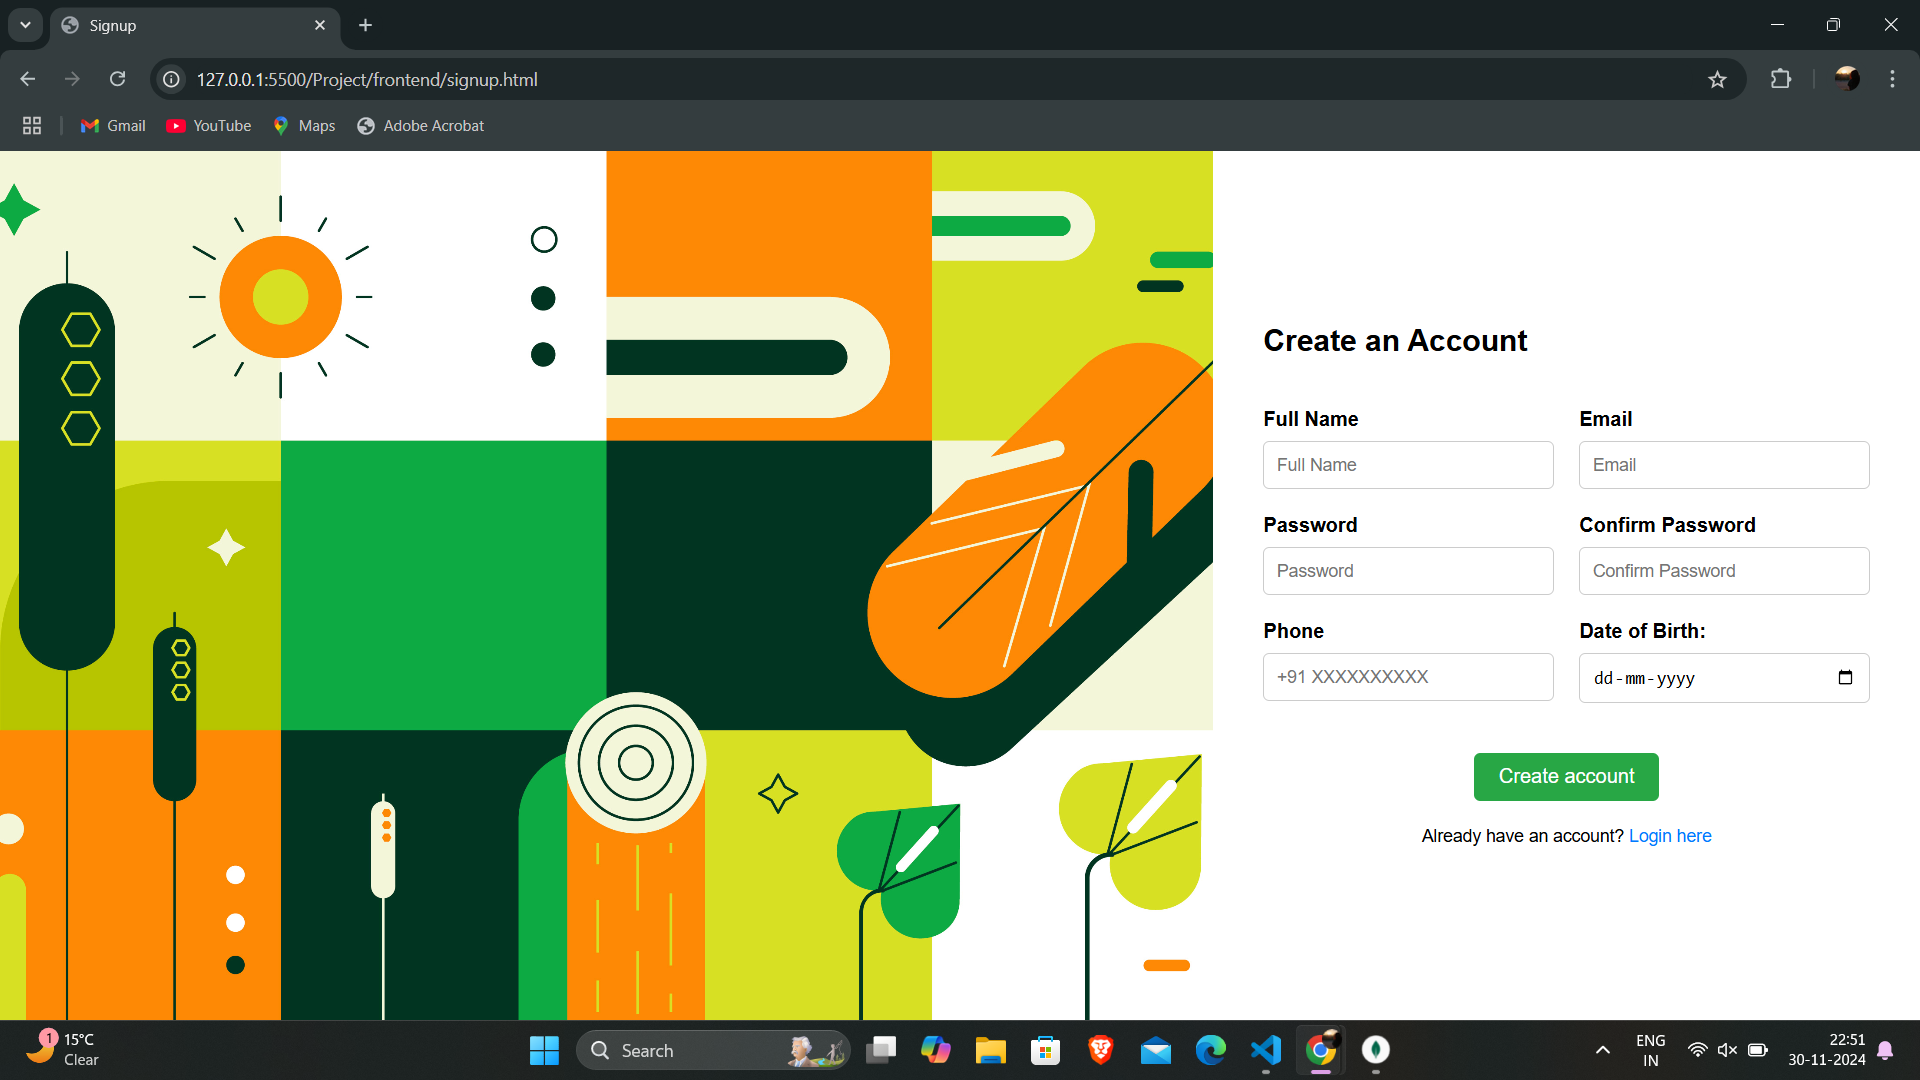 Signup
127.0.0.1:5500/Project/frontend/signup.html
Gmail YouTube Maps Adobe Acrobat
Create an Account
Full Name Email
Full Name Email
Password Confirm Password
Password Confirm Password
Phone Date of Birth:
+91 XXXXXXXXXX dd-mm-yyyy
Create account
Already have an account? Login here
1 15°C
Clear
Search
ENG
IN
22:51
30-11-2024